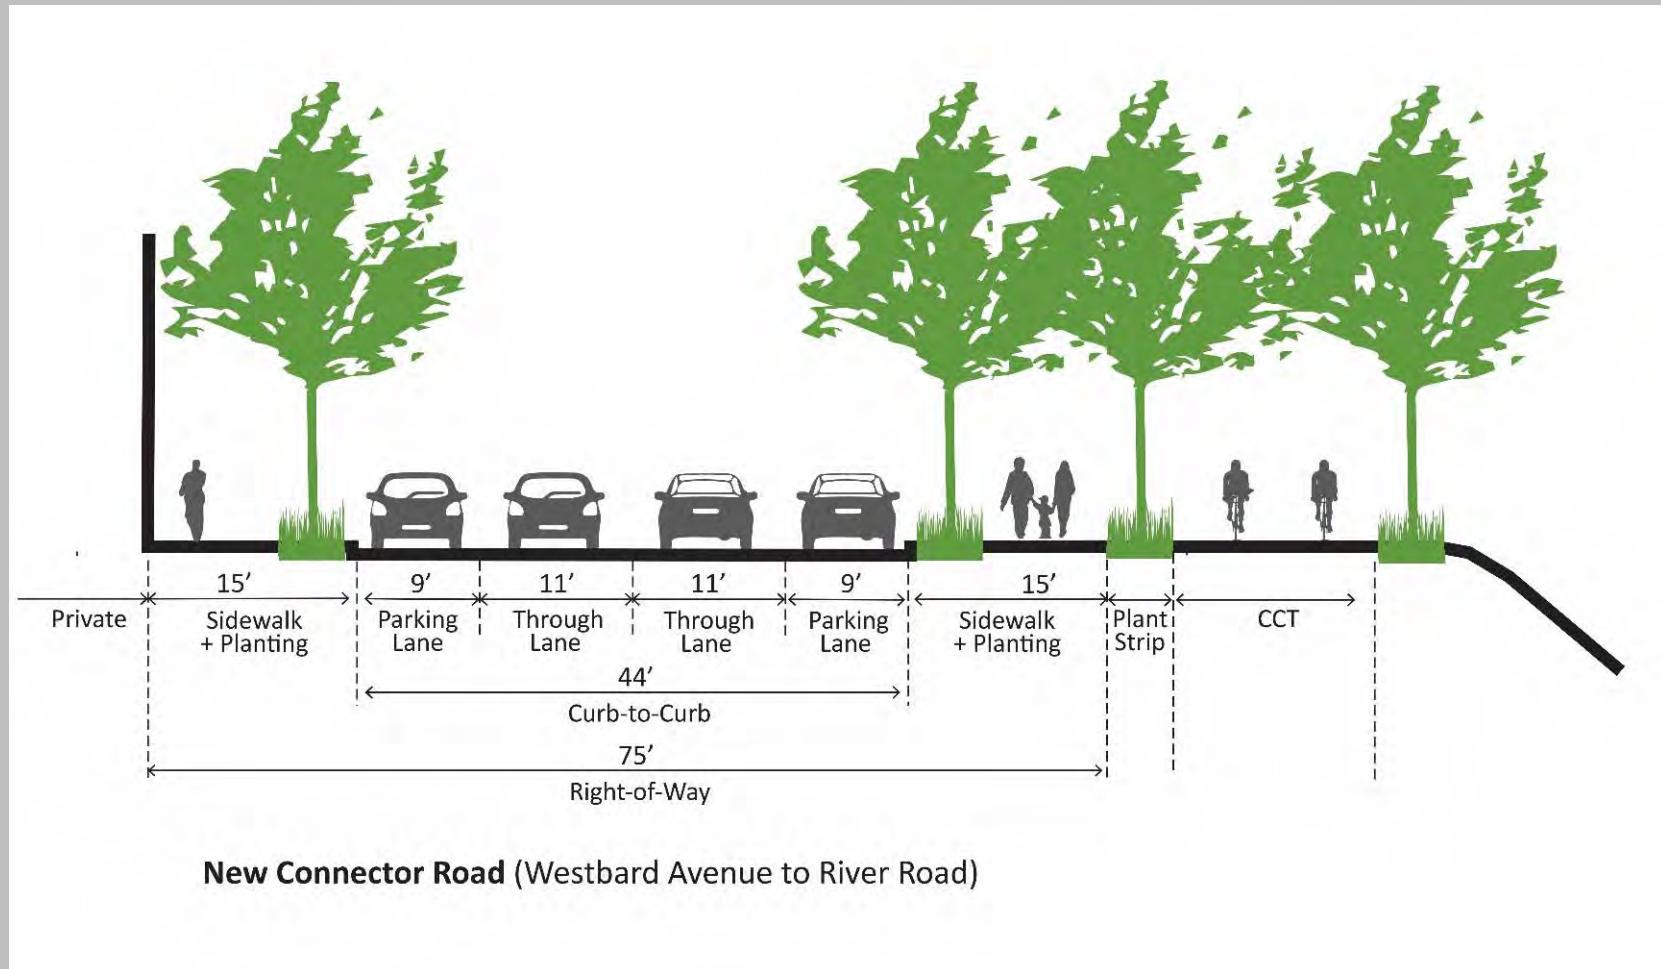 15’ 9’ 11’ 11’ 9’ 15’
Private Sidewalk Parking Through Through Parking Sidewalk Plant CCT
+ Planting Lane Lane Lane Lane + Planting Strip
44’
Curb-to-Curb
75’
Right-of-Way
New Connector Road (Westbard Avenue to River Road)